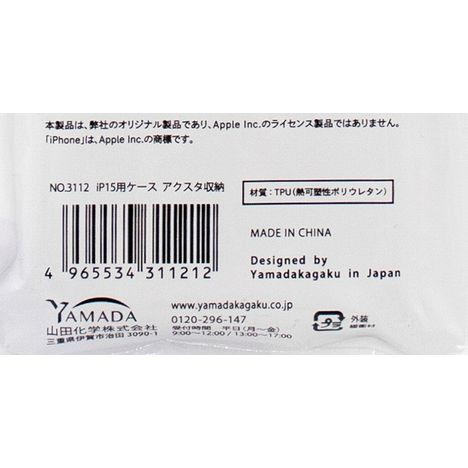 本製品は、弊社のオリジナル製品であり、Apple Inc.のライセンス製品ではありません。
「iPhone」は、Apple Inc.の商標です。
NO.3112 iP15用ケース アクスタ収納
材質：TPU（熱可塑性ポリウレタン）
MADE IN CHINA
4 965534 311212
Designed by
Yamadakagaku in Japan
YAMADA
山田化学株式会社
三重県伊賀市治田 3090-1
www.yamadakagaku.co.jp
0120-296-147
受付時間 平日(月〜金)
9:00〜12:00 / 13:00〜17:00
プラ
外装
緩衝材